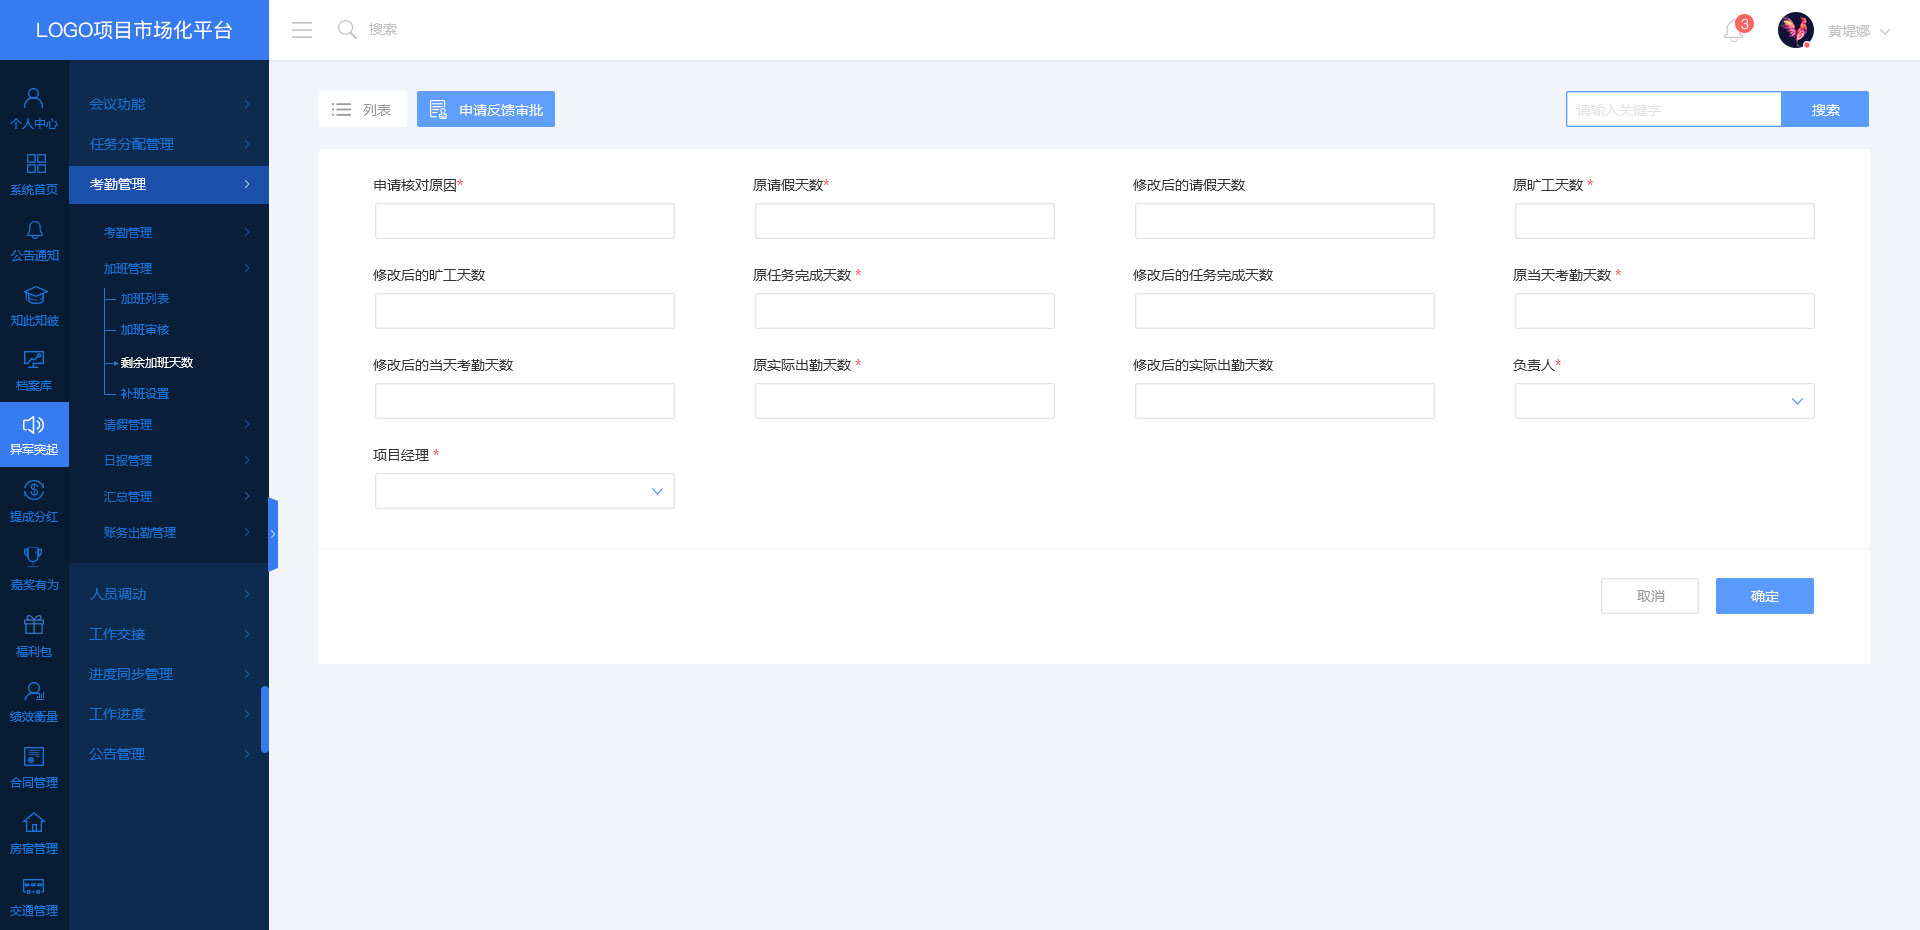 LOGO项目市场化平台
搜索
3
黄堤娜
个人中心
系统首页
公告通知
知此知彼
档案库
异军突起
提成分红
嘉奖有为
福利包
绩效衡量
合同管理
房宿管理
交通管理
会议功能
任务分配管理
考勤管理
考勤管理
加班管理
加班列表
加班审核
剩余加班天数
补班设置
请假管理
日报管理
汇总管理
账务出勤管理
人员调动
工作交接
进度同步管理
工作进度
公告管理
列表
申请反馈审批
请输入关键字
搜索
申请核对原因*
原请假天数*
修改后的请假天数
原旷工天数 *
修改后的旷工天数
原任务完成天数 *
修改后的任务完成天数
原当天考勤天数 *
修改后的当天考勤天数
原实际出勤天数 *
修改后的实际出勤天数
负责人*
项目经理 *
取消
确定